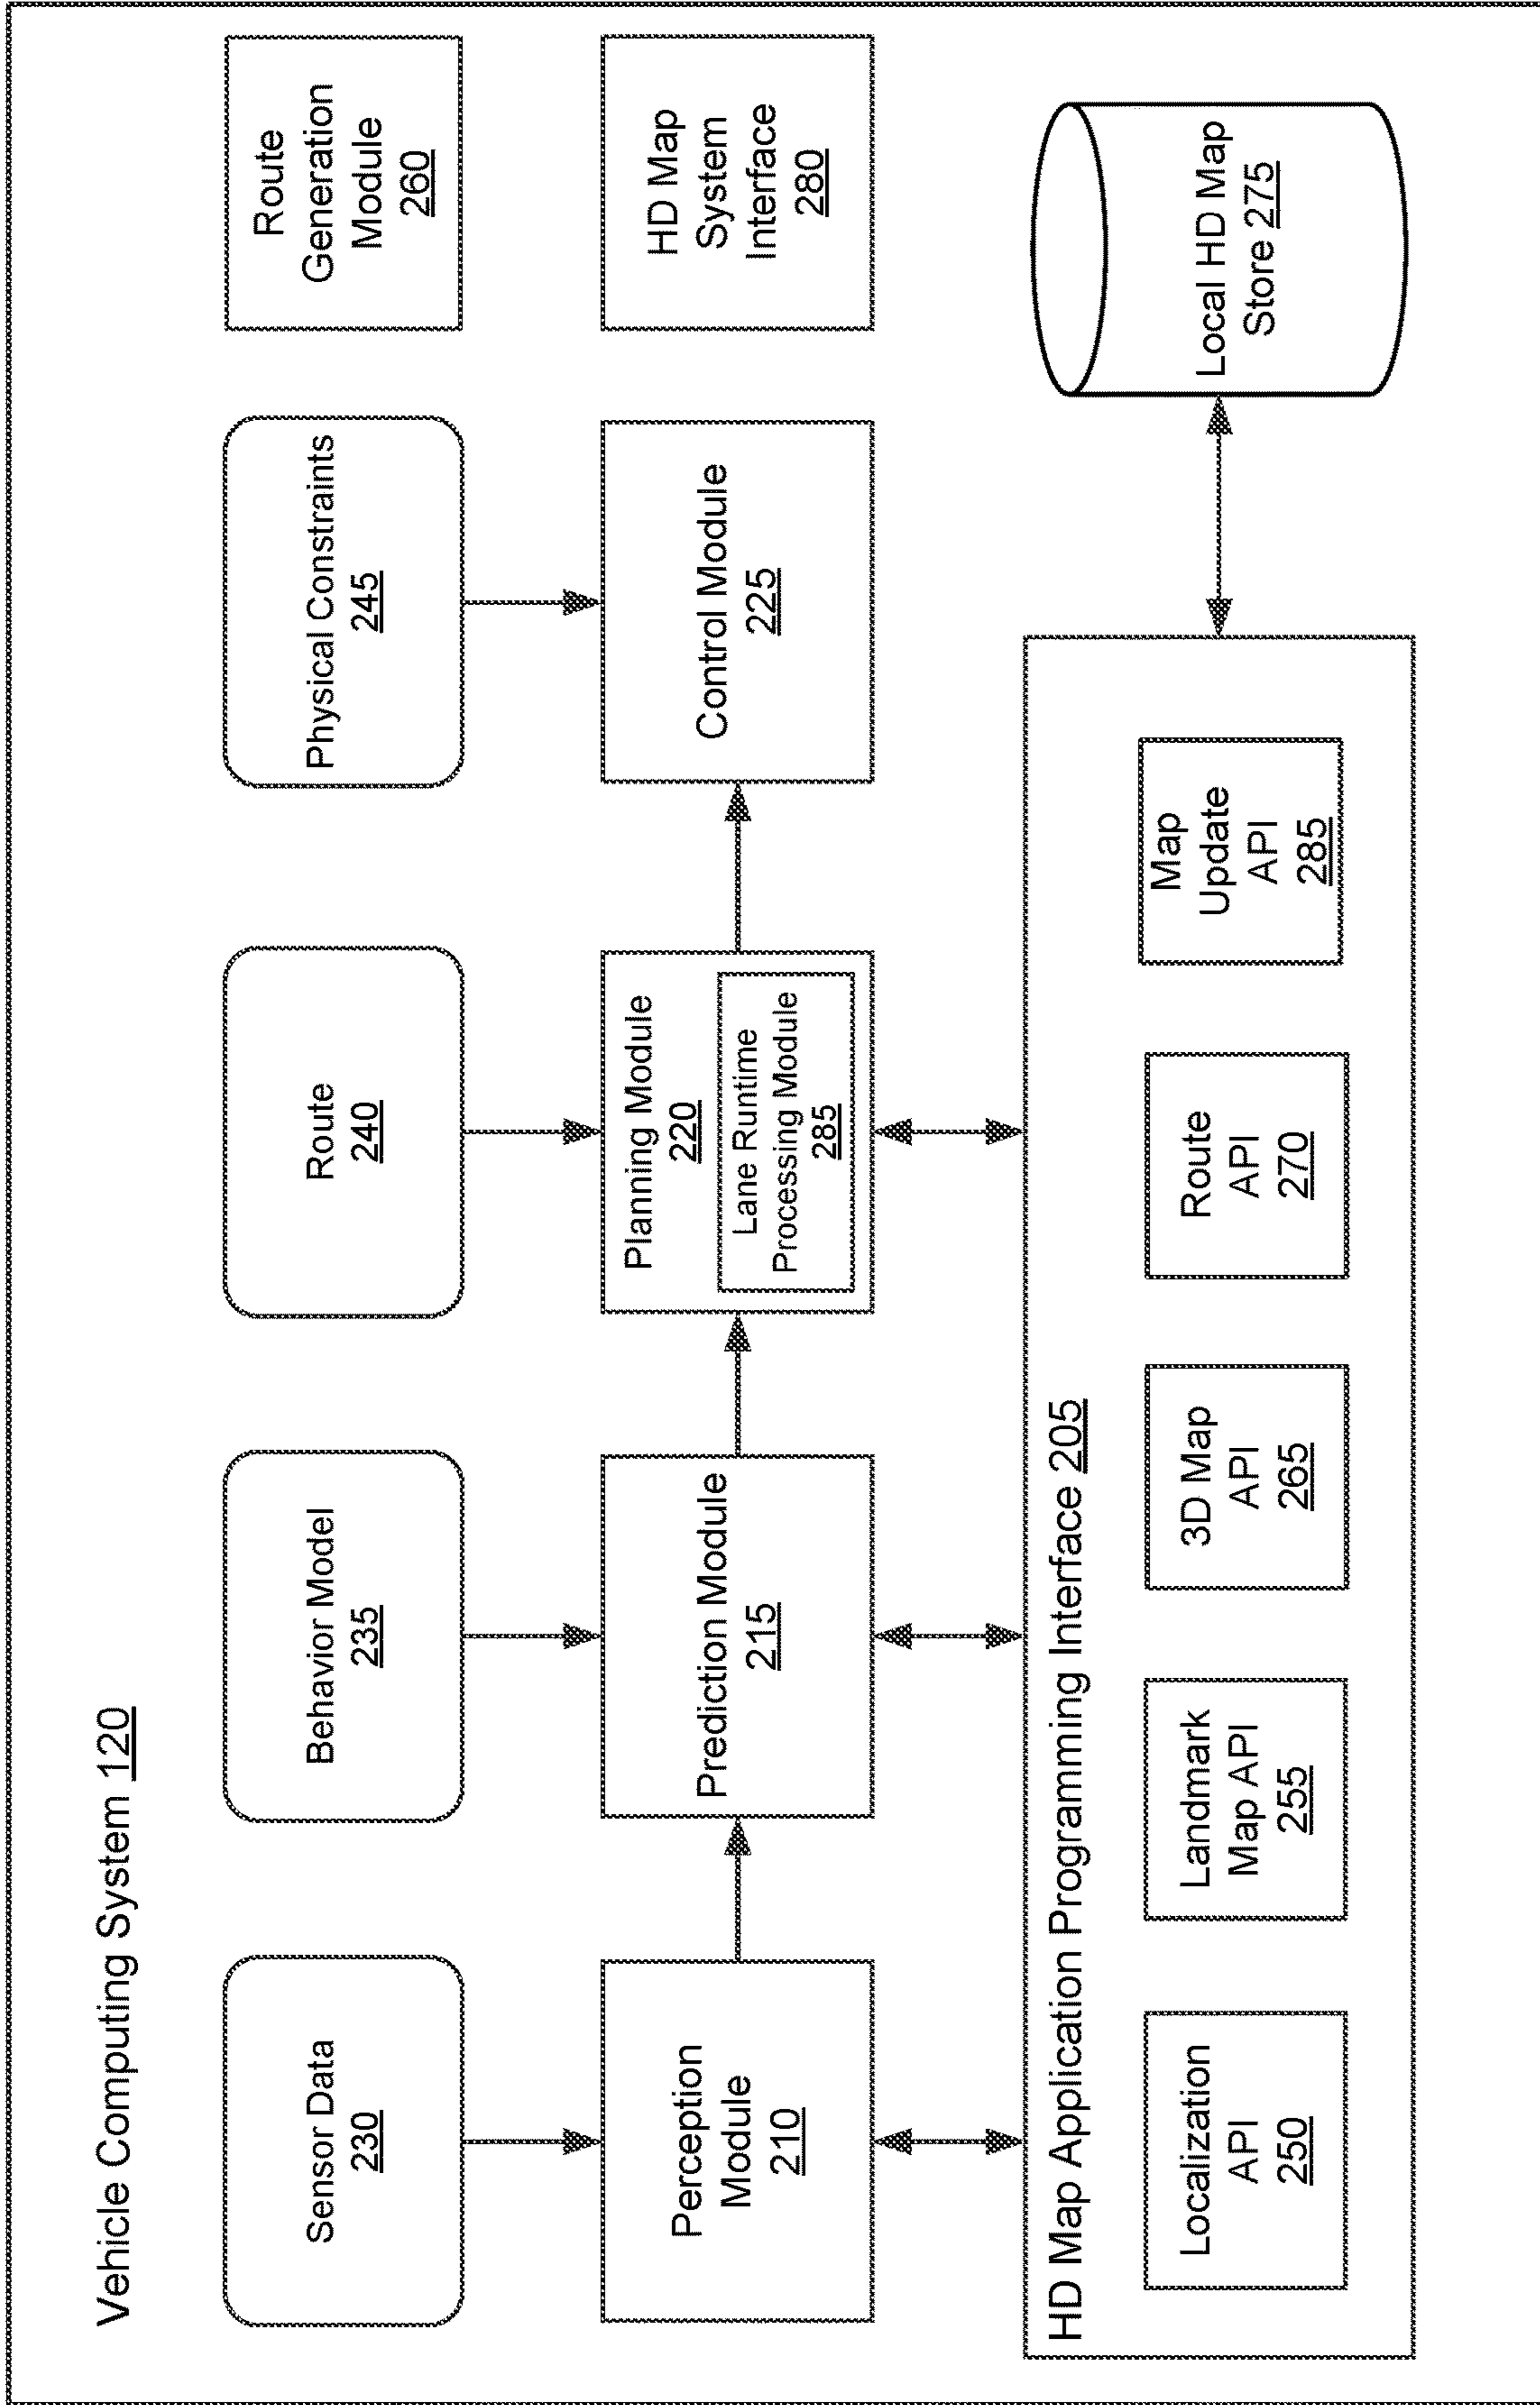 Vehicle Computing System 120
Sensor Data
230
Behavior Model
235
Route
240
Physical Constraints
245
Route
Generation
Module
260
Perception
Module
210
Prediction Module
215
Planning Module
220
Lane Runtime
Processing Module
285
Control Module
225
HD Map
System
Interface
280
HD Map Application Programming Interface 205
Localization
API
250
Landmark
Map API
255
3D Map
API
265
Route
API
270
Map
Update
API
285
Local HD Map
Store 275